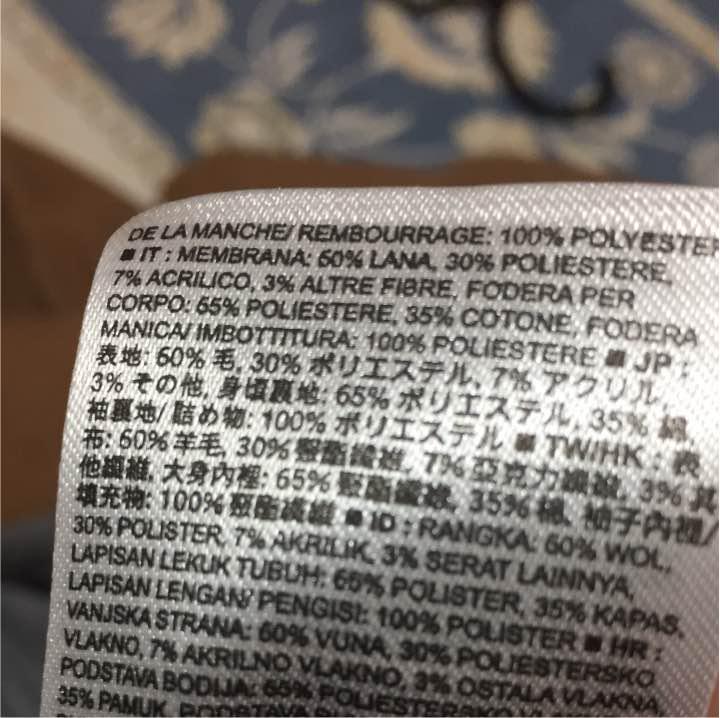 DE LA MANCHE/ REMBOURRAGE: 100% POLYESTER
■ IT : MEMBRANA: 60% LANA, 30% POLIESTERE,
7% ACRILICO, 3% ALTRE FIBRE, FODERA PER
CORPO: 65% POLIESTERE, 35% COTONE, FODERA
MANICA/ IMBOTTITURA: 100% POLIESTERE ■ JP :
表地: 60% 毛, 30% ポリエステル, 7% アクリル,
3% その他, 身頃裏地: 65% ポリエステル, 35% 綿,
袖裏地/ 詰め物: 100% ポリエステル ■ TW/HK : 表
布: 60% 羊毛, 30% 聚酯纖維, 7% 亞克力纖維, 3% 其
他纖維, 大身內裡: 65% 聚酯纖維, 35% 綿, 袖子內裡/
填充物: 100% 聚酯纖維 ■ ID : RANGKA: 60% WOL,
30% POLISTER, 7% AKRILIK, 3% SERAT LAINNYA,
LAPISAN LEKUK TUBUH: 65% POLISTER, 35% KAPAS,
LAPISAN LENGAN/ PENGISI: 100% POLISTER ■ HR :
VANJSKA STRANA: 60% VUNA, 30% POLIESTERSKO
VLAKNO, 7% AKRILNO VLAKNO, 3% OSTALA VLAKNA,
PODSTAVA BODIJA: 65% POLIESTERSKO
35% PAMUK, PODSTAVA